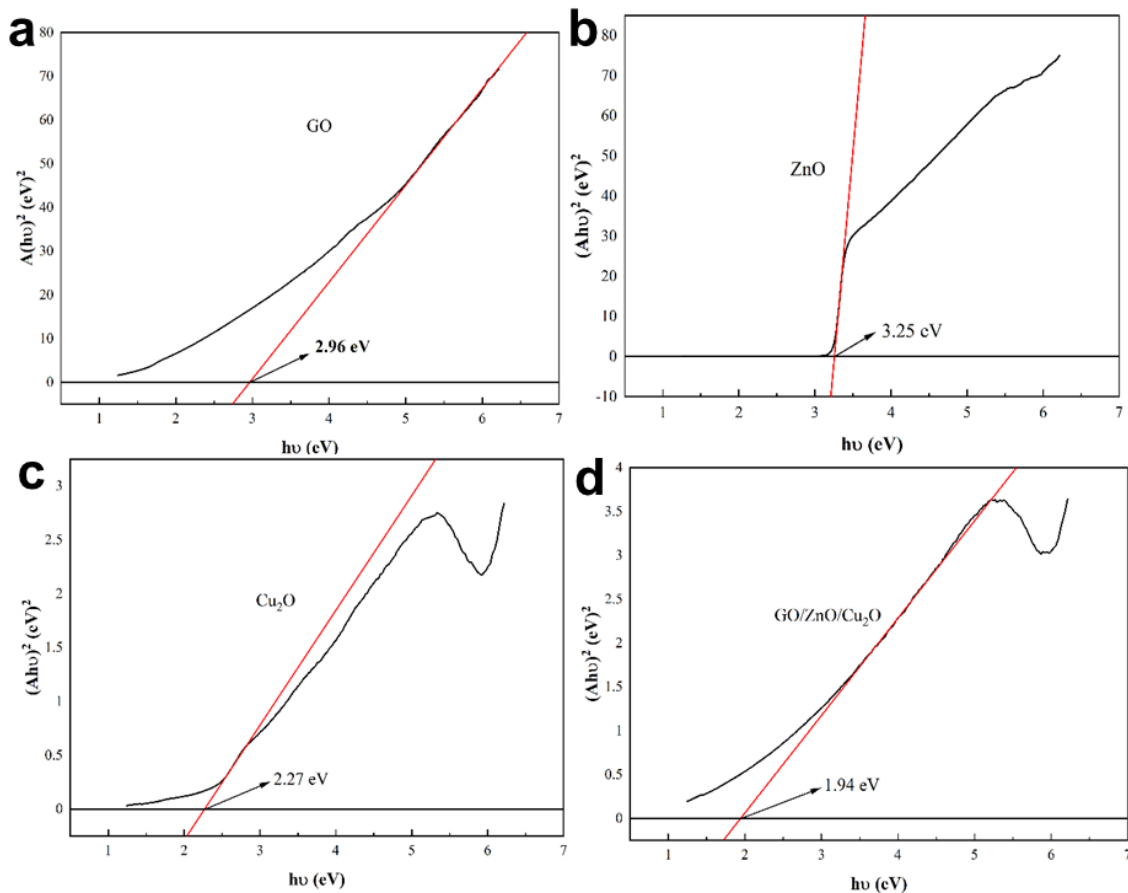 a
80
70
60
50
40
30
20
10
0
A(hυ)² (eV)²
GO
2.96 eV
1 2 3 4 5 6 7
hυ (eV)
b
80
70
60
50
40
30
20
10
0
-10
(Ahυ)² (eV)²
ZnO
3.25 eV
1 2 3 4 5 6 7
hυ (eV)
c
3
2.5
2
1.5
1
0.5
0
(Ahυ)² (eV)²
Cu₂O
2.27 eV
1 2 3 4 5 6 7
hυ (eV)
d
4
3.5
3
2.5
2
1.5
1
0.5
0
(Ahυ)² (eV)²
GO/ZnO/Cu₂O
1.94 eV
1 2 3 4 5 6 7
hυ (eV)